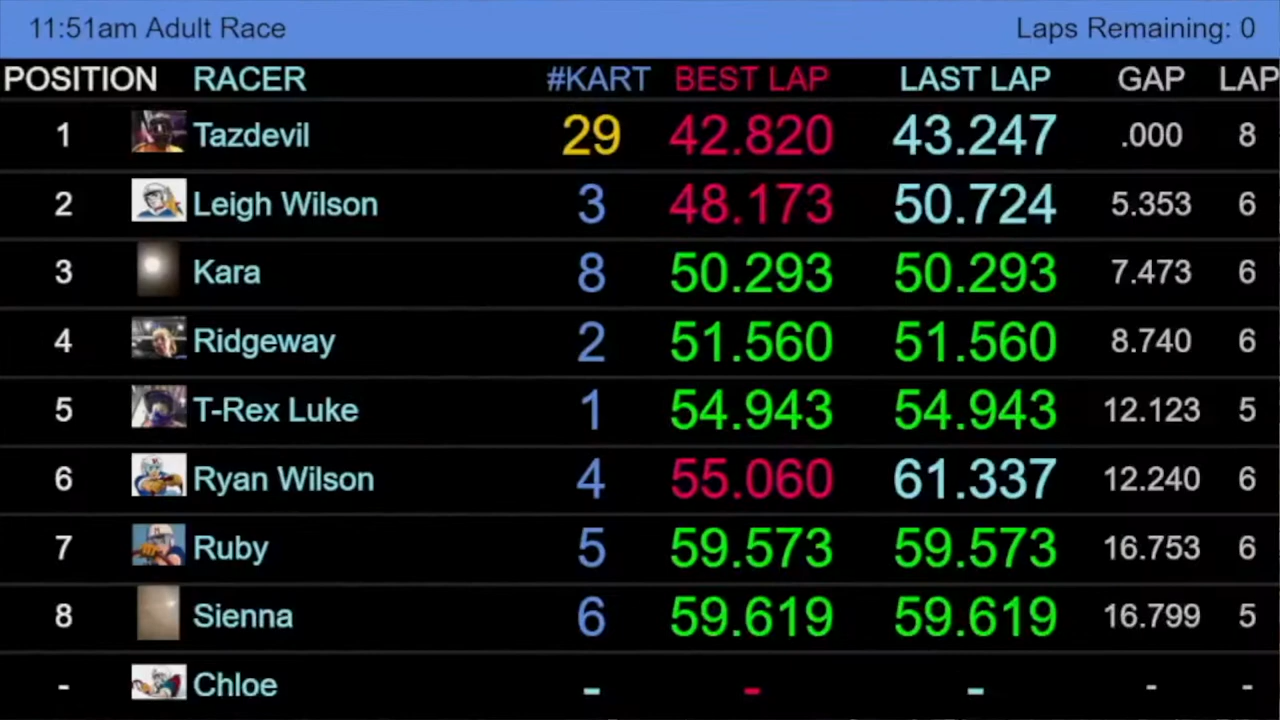 11:51am Adult Race Laps Remaining: 0
POSITION RACER #KART BEST LAP LAST LAP GAP LAP
1 Tazdevil 29 42.820 43.247 .000 8
2 Leigh Wilson 3 48.173 50.724 5.353 6
3 Kara 8 50.293 50.293 7.473 6
4 Ridgeway 2 51.560 51.560 8.740 6
5 T-Rex Luke 1 54.943 54.943 12.123 5
6 Ryan Wilson 4 55.060 61.337 12.240 6
7 Ruby 5 59.573 59.573 16.753 6
8 Sienna 6 59.619 59.619 16.799 5
- Chloe - - - - -